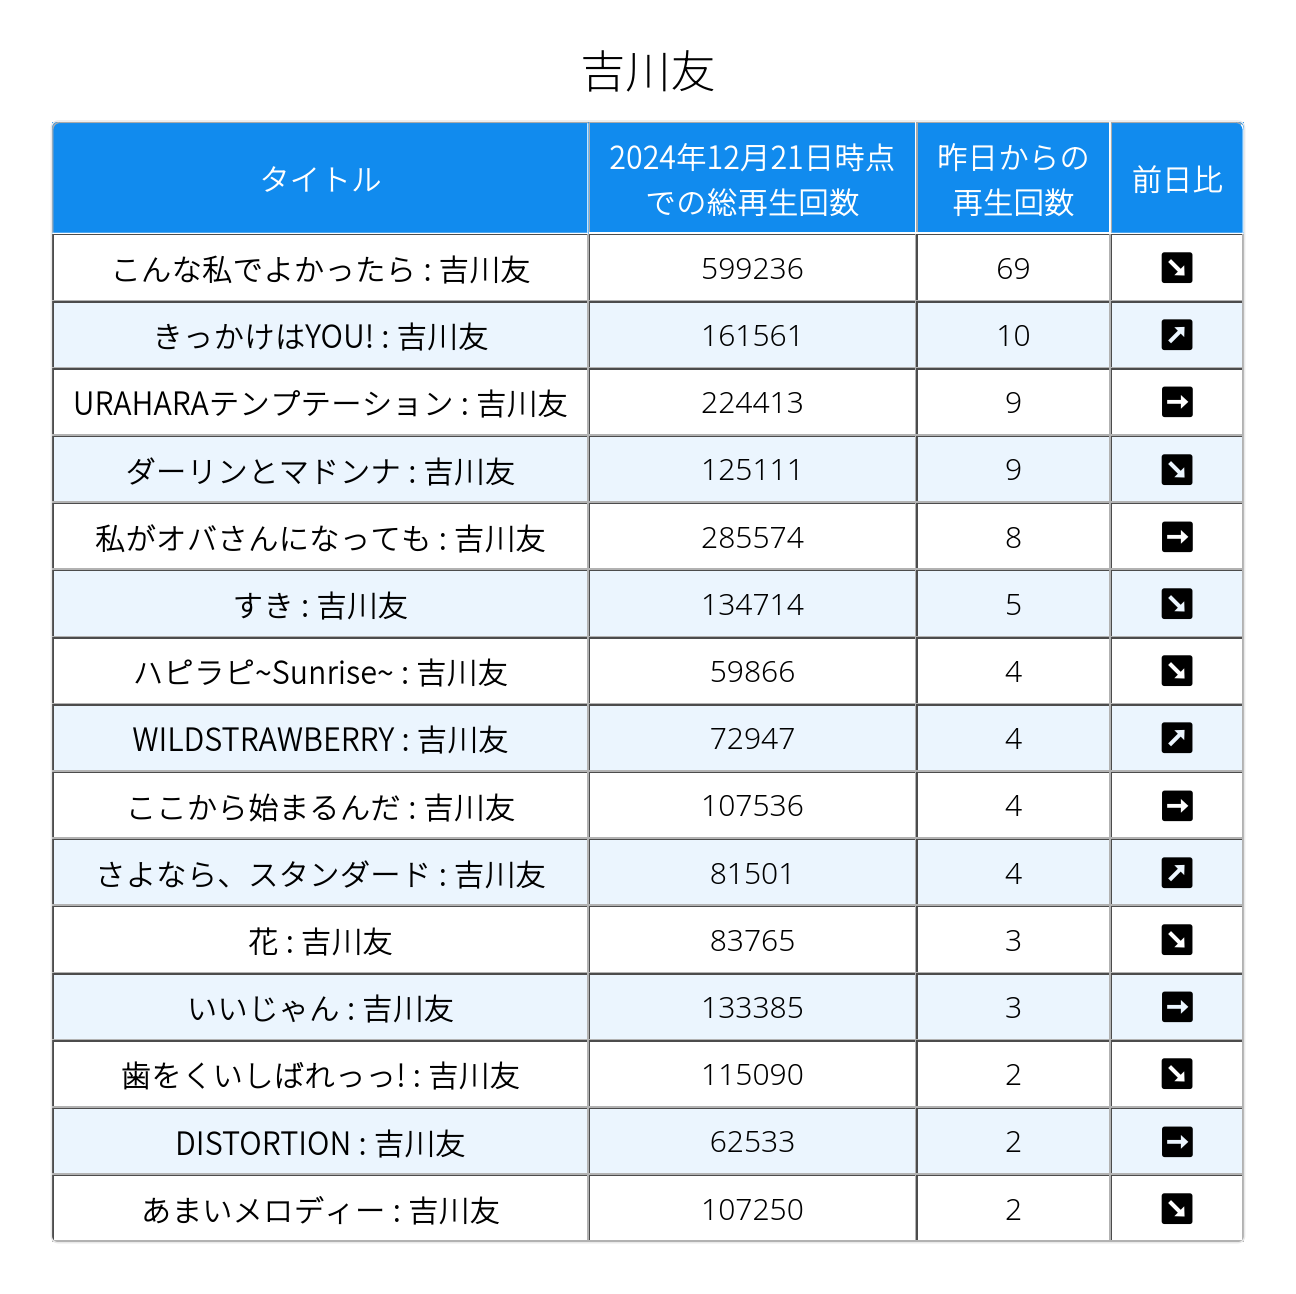 吉川友
タイトル
2024年12月21日時点
での総再生回数
昨日からの
再生回数
前日比
こんな私でよかったら : 吉川友 599236 69 ↘
きっかけはYOU! : 吉川友 161561 10 ↗
URAHARAテンプテーション : 吉川友 224413 9 →
ダーリンとマドンナ : 吉川友 125111 9 ↘
私がオバさんになっても : 吉川友 285574 8 →
すき : 吉川友 134714 5 ↘
ハピラピ~Sunrise~ : 吉川友 59866 4 ↘
WILDSTRAWBERRY : 吉川友 72947 4 ↗
ここから始まるんだ : 吉川友 107536 4 →
さよなら、スタンダード : 吉川友 81501 4 ↗
花 : 吉川友 83765 3 ↘
いいじゃん : 吉川友 133385 3 →
歯をくいしばれっっ! : 吉川友 115090 2 ↘
DISTORTION : 吉川友 62533 2 →
あまいメロディー : 吉川友 107250 2 ↘